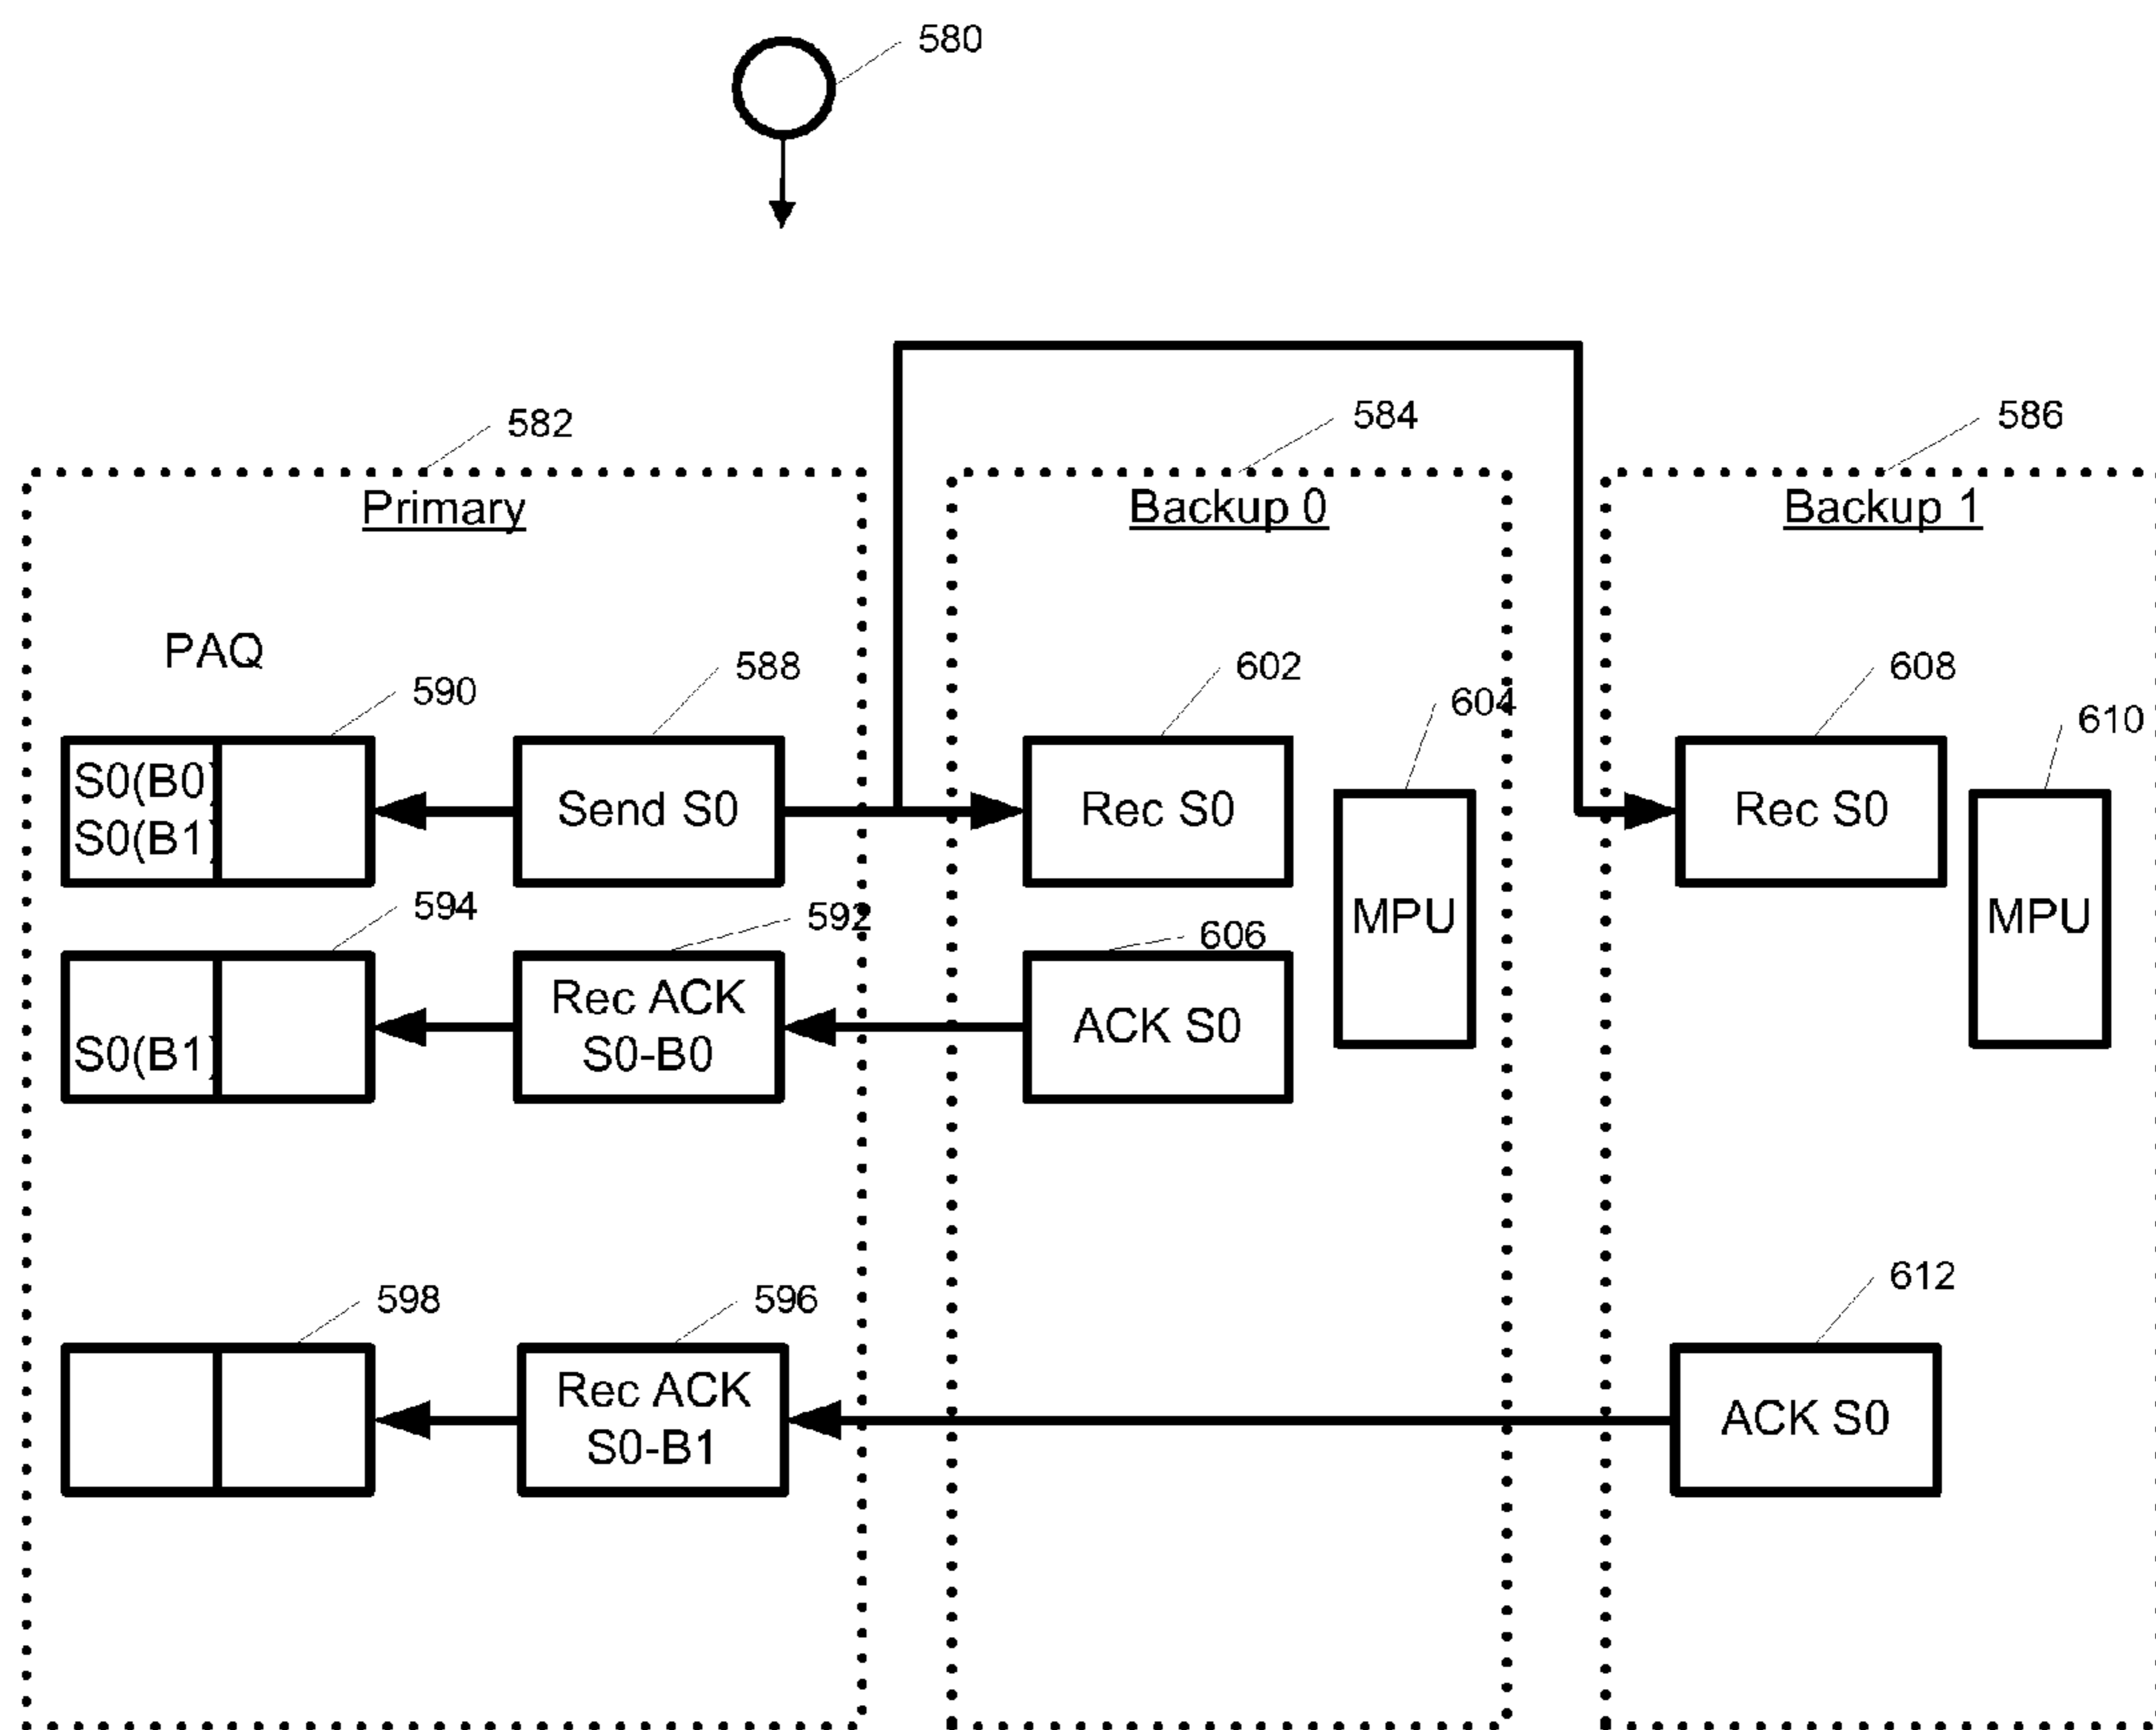 580
582
584
586
Primary
Backup 0
Backup 1
PAQ
590
588
602
604
608
610
S0(B0)
S0(B1)
Send S0
Rec S0
MPU
Rec S0
MPU
594
592
606
S0(B1)
Rec ACK
S0-B0
ACK S0
598
596
612
Rec ACK
S0-B1
ACK S0